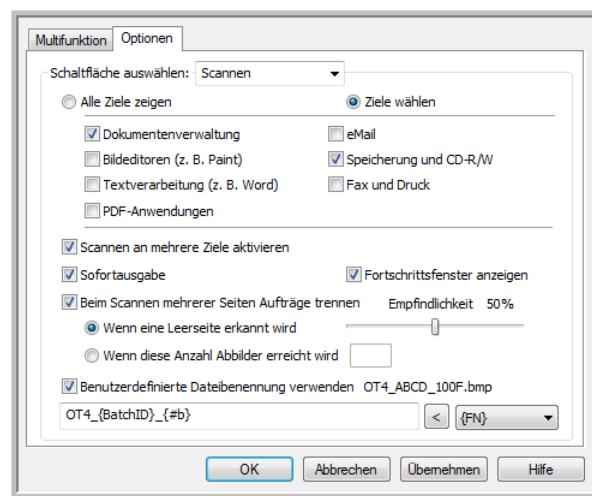 Multifunktion Optionen
Schaltfläche auswählen: Scannen
Alle Ziele zeigen Ziele wählen
Dokumentenverwaltung eMail
Bildeditoren (z. B. Paint) Speicherung und CD-R/W
Textverarbeitung (z. B. Word) Fax und Druck
PDF-Anwendungen
Scannen an mehrere Ziele aktivieren
Sofortausgabe Fortschrittsfenster anzeigen
Beim Scannen mehrerer Seiten Aufträge trennen Empfindlichkeit 50%
Wenn eine Leerseite erkannt wird
Wenn diese Anzahl Abbilder erreicht wird
Benutzerdefinierte Dateibenennung verwenden OT4_ABCD_100F.bmp
OT4_{BatchID}_{#b} < {FN}
OK Abbrechen Übernehmen Hilfe